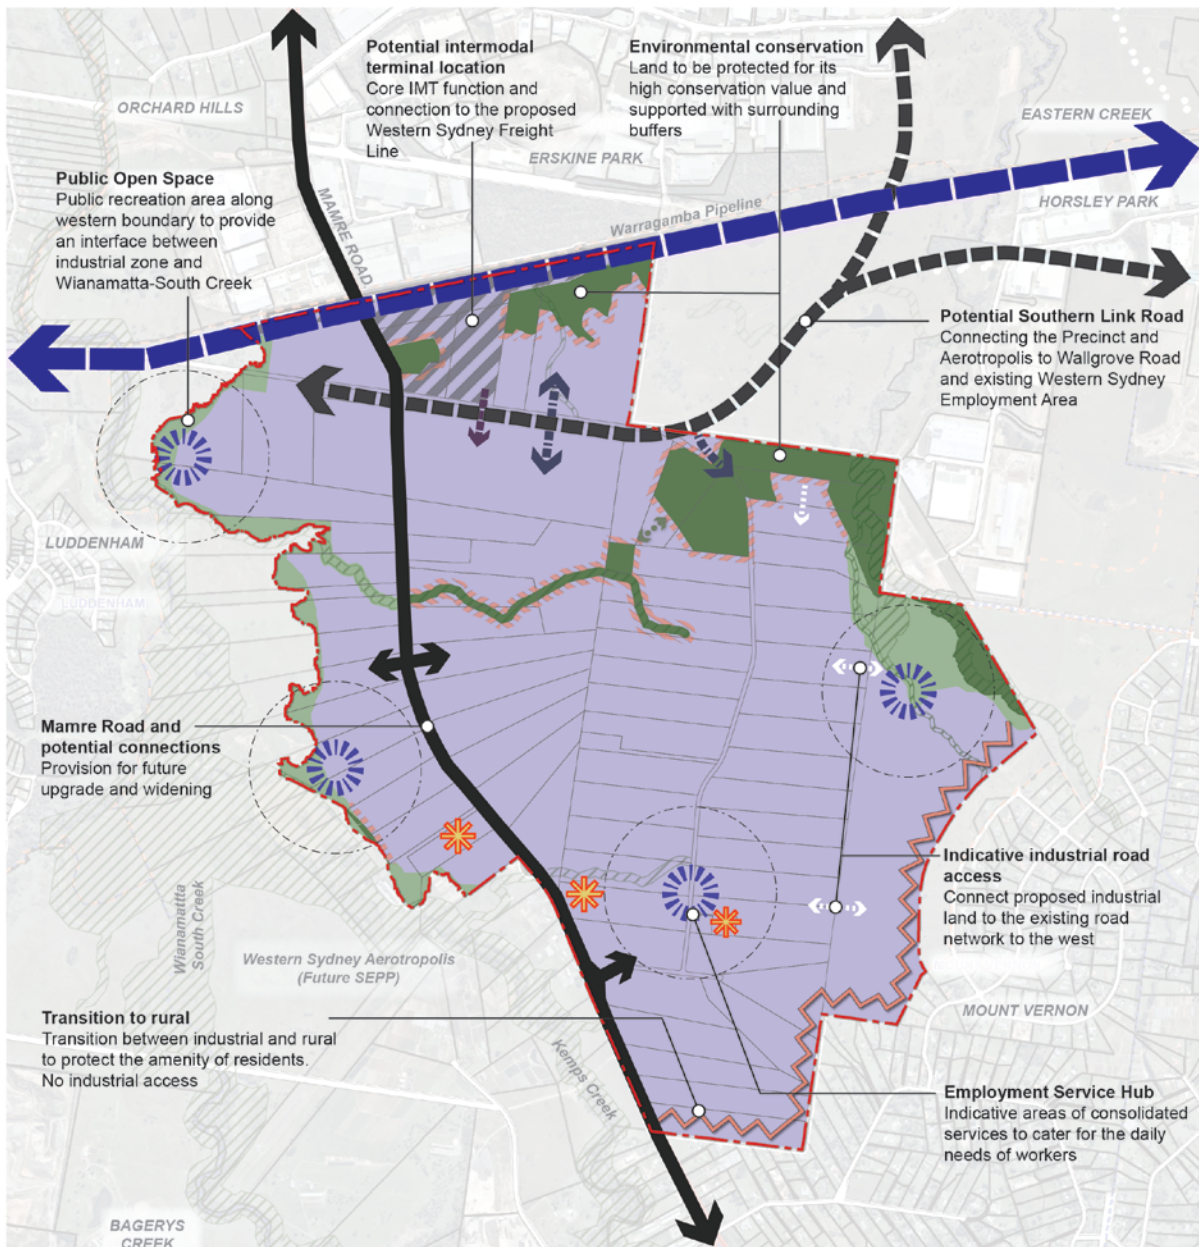 ORCHARD HILLS
Potential intermodal
terminal location
Core IMT function and
connection to the proposed
Western Sydney Freight
Line
Environmental conservation
Land to be protected for its
high conservation value and
supported with surrounding
buffers
EASTERN CREEK
ERSKINE PARK
HORSLEY PARK
Public Open Space
Public recreation area along
western boundary to provide
an interface between
industrial zone and
Wianamatta-South Creek
MAMRE ROAD
Warragamba Pipeline
Potential Southern Link Road
Connecting the Precinct and
Aerotropolis to Wallgrove Road
and existing Western Sydney
Employment Area
LUDDENHAM
LUDDENHAM
Mamre Road and
potential connections
Provision for future
upgrade and widening
Indicative industrial road
access
Connect proposed industrial
land to the existing road
network to the west
Wianamattta
South Creek
Western Sydney Aerotropolis
(Future SEPP)
MOUNT VERNON
Transition to rural
Transition between industrial and rural
to protect the amenity of residents.
No industrial access
Kemps Creek
Employment Service Hub
Indicative areas of consolidated
services to cater for the daily
needs of workers
BAGERYS
CREEK